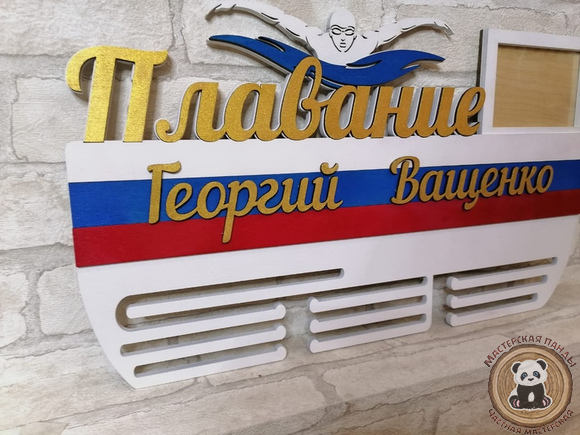 Плавание
Георгий Ващенко
Мастерская панды
Частная мастерская